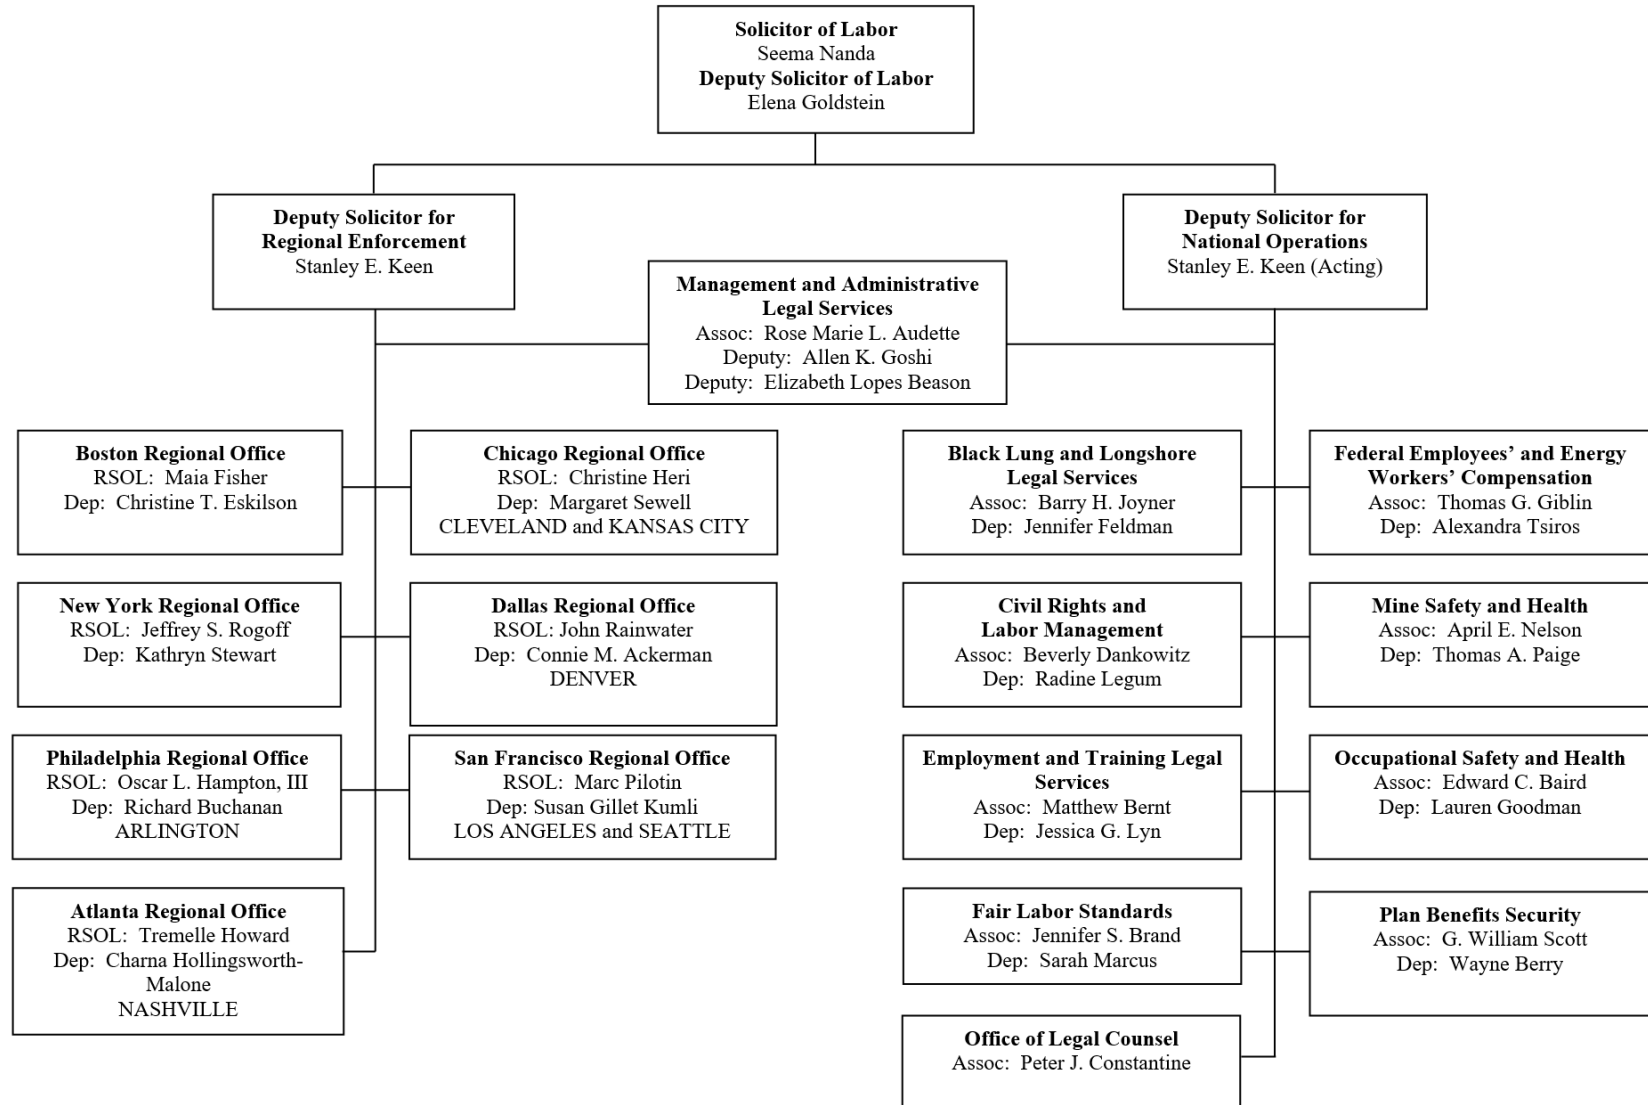 Solicitor of Labor
Seema Nanda
Deputy Solicitor of Labor
Elena Goldstein
Deputy Solicitor for
Regional Enforcement
Stanley E. Keen
Deputy Solicitor for
National Operations
Stanley E. Keen (Acting)
Management and Administrative
Legal Services
Assoc: Rose Marie L. Audette
Deputy: Allen K. Goshi
Deputy: Elizabeth Lopes Beason
Boston Regional Office
RSOL: Maia Fisher
Dep: Christine T. Eskilson
Chicago Regional Office
RSOL: Christine Heri
Dep: Margaret Sewell
CLEVELAND and KANSAS CITY
Black Lung and Longshore
Legal Services
Assoc: Barry H. Joyner
Dep: Jennifer Feldman
Federal Employees’ and Energy
Workers’ Compensation
Assoc: Thomas G. Giblin
Dep: Alexandra Tsiros
New York Regional Office
RSOL: Jeffrey S. Rogoff
Dep: Kathryn Stewart
Dallas Regional Office
RSOL: John Rainwater
Dep: Connie M. Ackerman
DENVER
Civil Rights and
Labor Management
Assoc: Beverly Dankowitz
Dep: Radine Legum
Mine Safety and Health
Assoc: April E. Nelson
Dep: Thomas A. Paige
Philadelphia Regional Office
RSOL: Oscar L. Hampton, III
Dep: Richard Buchanan
ARLINGTON
San Francisco Regional Office
RSOL: Marc Pilotin
Dep: Susan Gillet Kumli
LOS ANGELES and SEATTLE
Employment and Training Legal
Services
Assoc: Matthew Bernt
Dep: Jessica G. Lyn
Occupational Safety and Health
Assoc: Edward C. Baird
Dep: Lauren Goodman
Atlanta Regional Office
RSOL: Tremelle Howard
Dep: Charna Hollingsworth-
Malone
NASHVILLE
Fair Labor Standards
Assoc: Jennifer S. Brand
Dep: Sarah Marcus
Plan Benefits Security
Assoc: G. William Scott
Dep: Wayne Berry
Office of Legal Counsel
Assoc: Peter J. Constantine